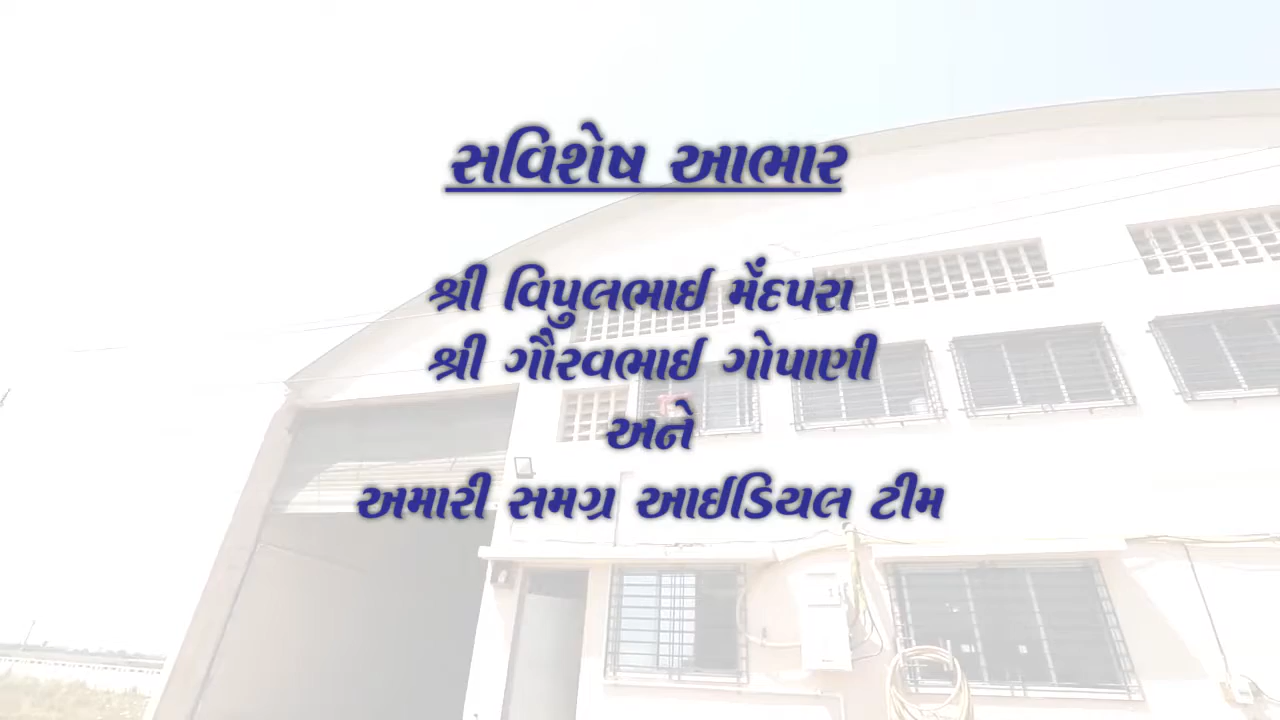 સવિશેષ આભાર
શ્રી વિપુલભાઈ મેંદપરા
શ્રી ગૌરવભાઈ ગોપાણી
અને
અમારી સમગ્ર આઈડિયલ ટીમ